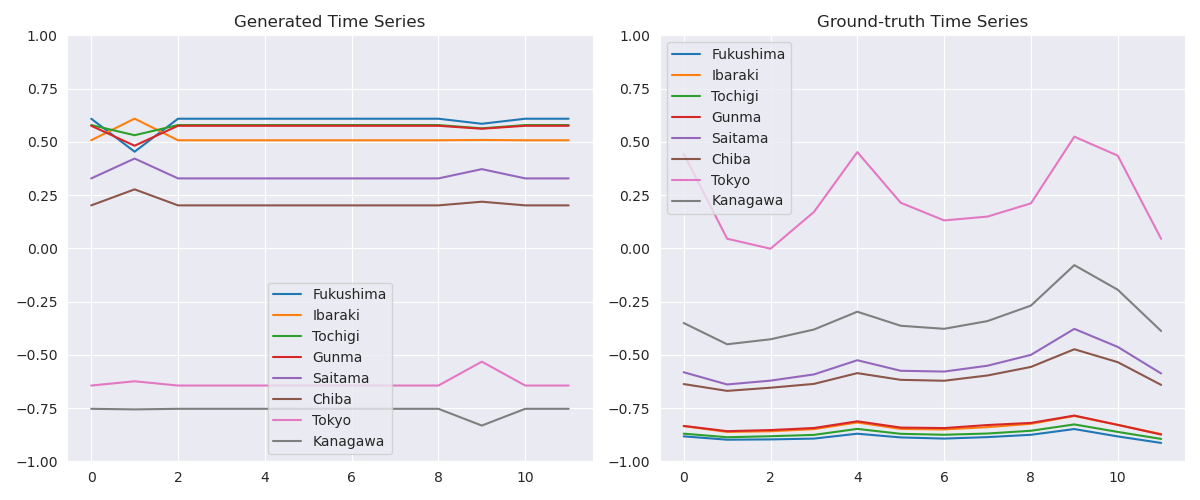 Generated Time Series
1.00
0.75
0.50
0.25
0.00
−0.25
−0.50
−0.75
−1.00
0 2 4 6 8 10
Fukushima
Ibaraki
Tochigi
Gunma
Saitama
Chiba
Tokyo
Kanagawa
Ground-truth Time Series
1.00
0.75
0.50
0.25
0.00
−0.25
−0.50
−0.75
−1.00
0 2 4 6 8 10
Fukushima
Ibaraki
Tochigi
Gunma
Saitama
Chiba
Tokyo
Kanagawa